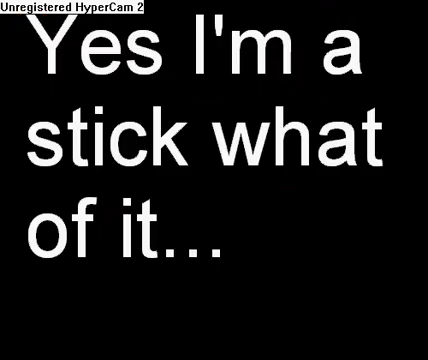 Unregistered HyperCam 2
Yes I'm a
stick what
of it...